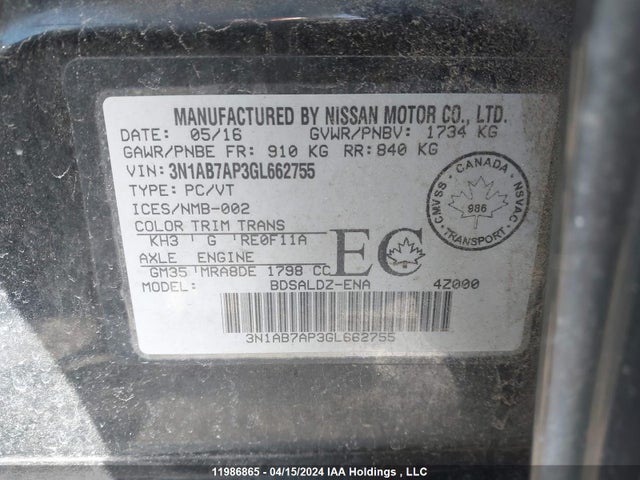 MANUFACTURED BY NISSAN MOTOR CO., LTD.
DATE: 05/16 GVWR/PNBV: 1734 KG
GAWR/PNBE FR: 910 KG RR: 840 KG
VIN: 3N1AB7AP3GL662755
TYPE: PC/VT
ICES/NMB-002
COLOR TRIM TRANS
KH3 G RE0F11A
AXLE ENGINE
GM35 MRA8DE 1798 CC
EC
MODEL: BDSALDZ-ENA 4Z000
3N1AB7AP3GL662755
CMVSS CANADA NSVAC
986
TRANSPORT
11986865 04/15/2024 IAA Holdings , LLC